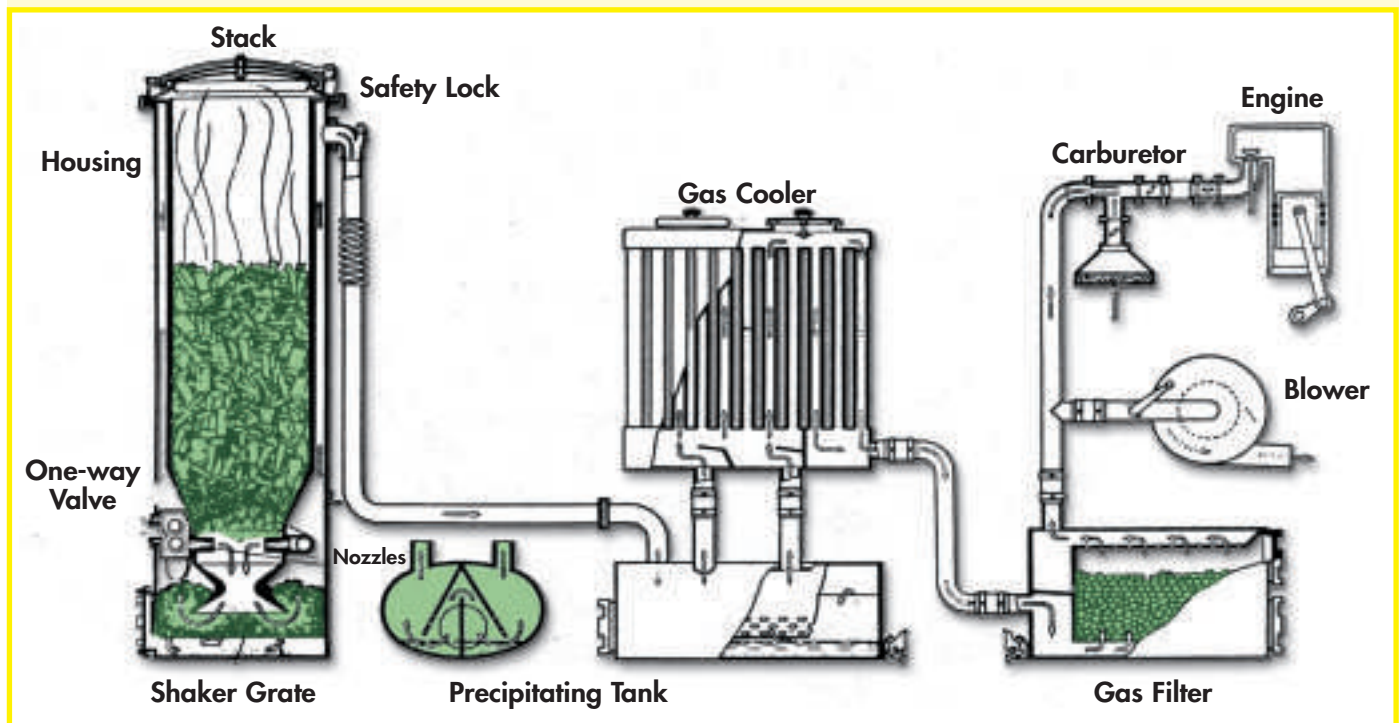 Stack
Safety Lock
Housing
Gas Cooler
Carburetor
Engine
Blower
One-way
Valve
Nozzles
Shaker Grate
Precipitating Tank
Gas Filter